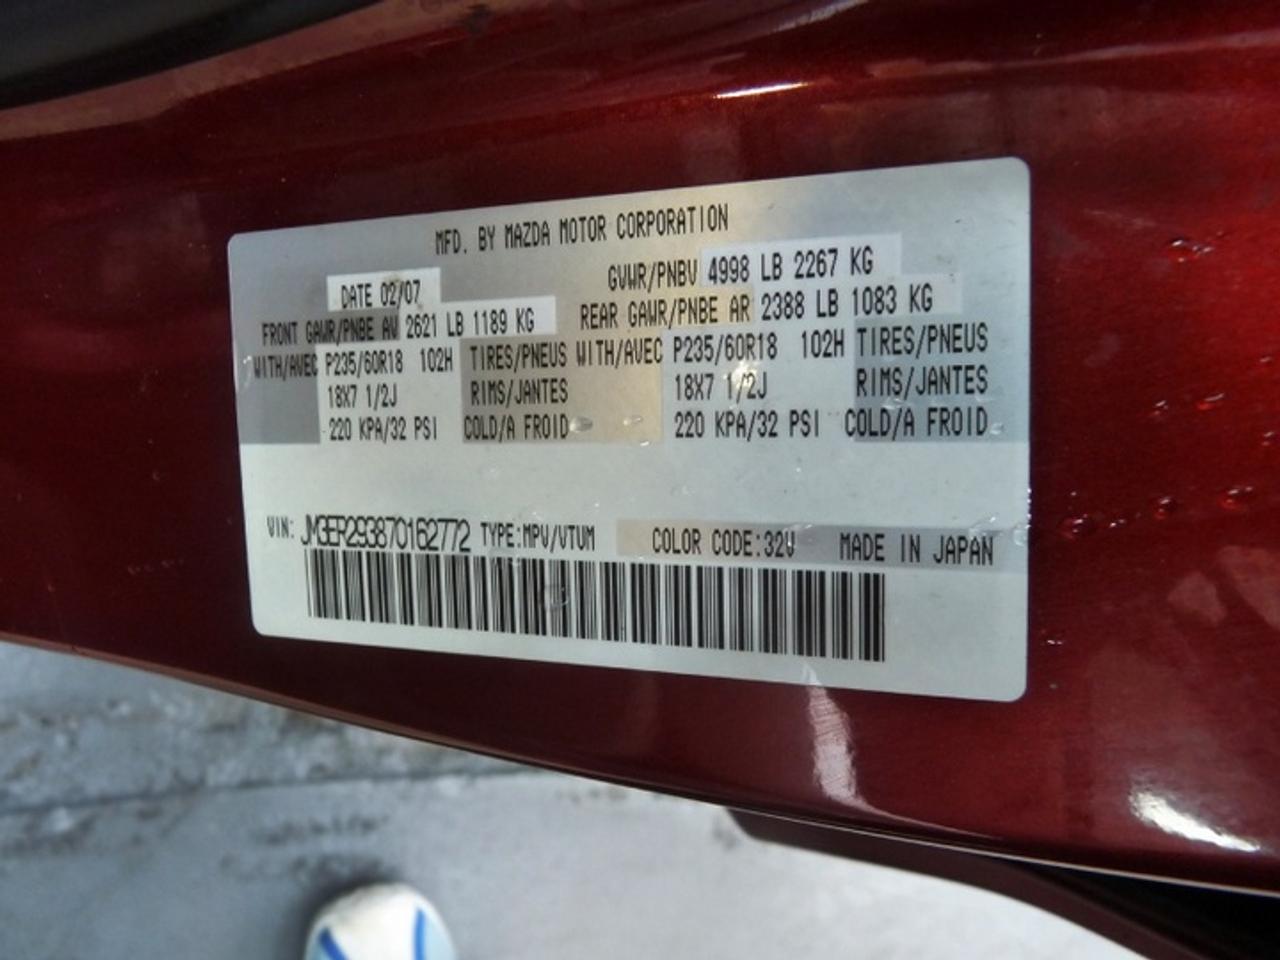 MFD. BY MAZDA MOTOR CORPORATION
DATE 02/07 GVWR/PNBV 4998 LB 2267 KG
FRONT GAWR/PNBE AV 2621 LB 1189 KG REAR GAWR/PNBE AR 2388 LB 1083 KG
WITH/AVEC P235/60R18 102H TIRES/PNEUS WITH/AVEC P235/60R18 102H TIRES/PNEUS
18X7 1/2J RIMS/JANTES 18X7 1/2J RIMS/JANTES
220 KPA/32 PSI COLD/A FROID 220 KPA/32 PSI COLD/A FROID
VIN: JM3ER293870162772 TYPE:MPV/VTUM COLOR CODE:32V MADE IN JAPAN